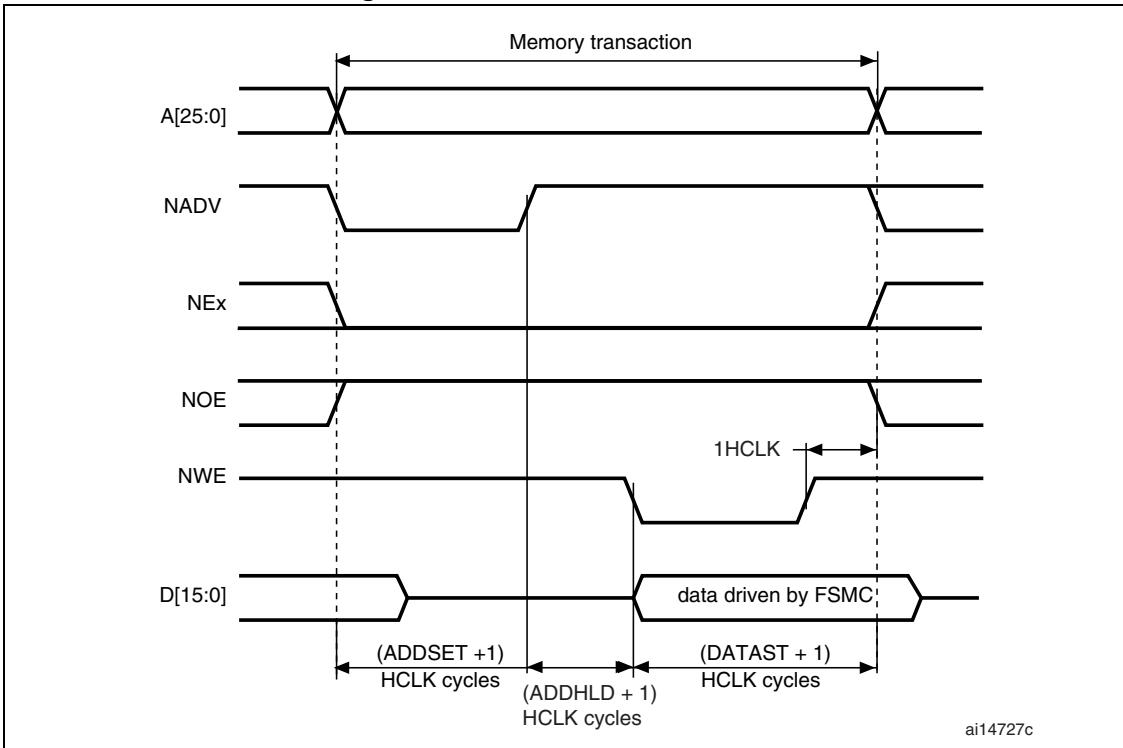 Memory transaction
A[25:0]
NADV
NEx
NOE
1HCLK
NWE
D[15:0]
data driven by FSMC
(ADDSET +1)
HCLK cycles
(ADDHLD + 1)
HCLK cycles
(DATAST + 1)
HCLK cycles
ai14727c